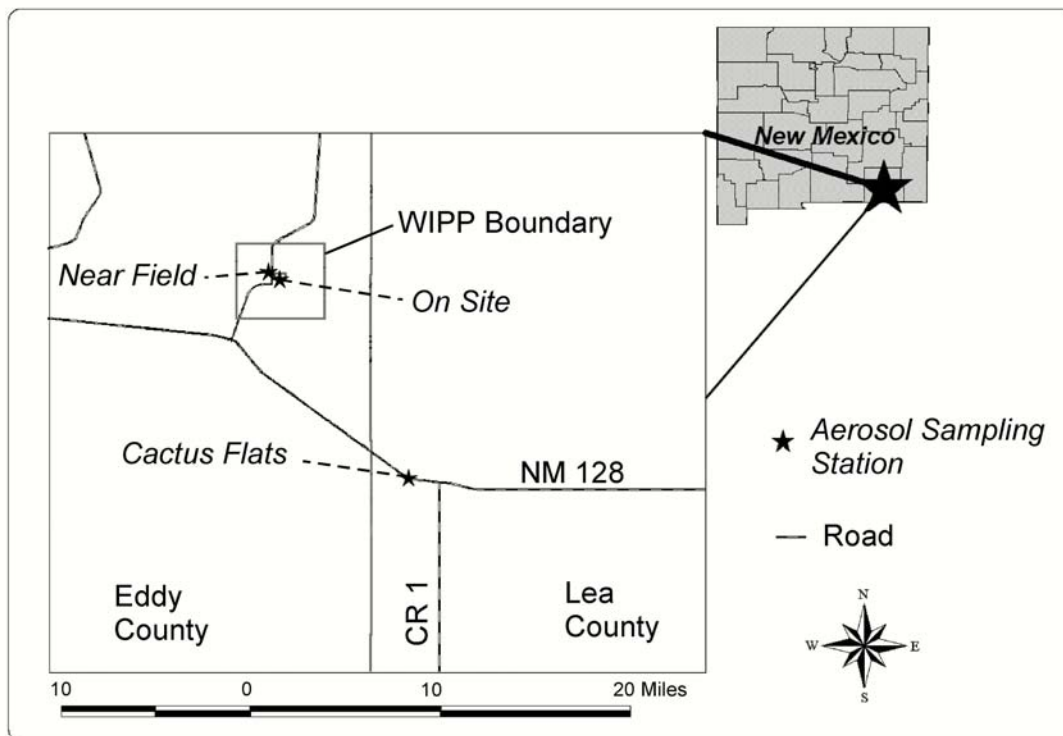 New Mexico
WIPP Boundary
Near Field
On Site
Cactus Flats
Aerosol Sampling
Station
NM 128
Road
CR 1
Eddy
County
Lea
County
N
W
E
S
10 0 10 20 Miles